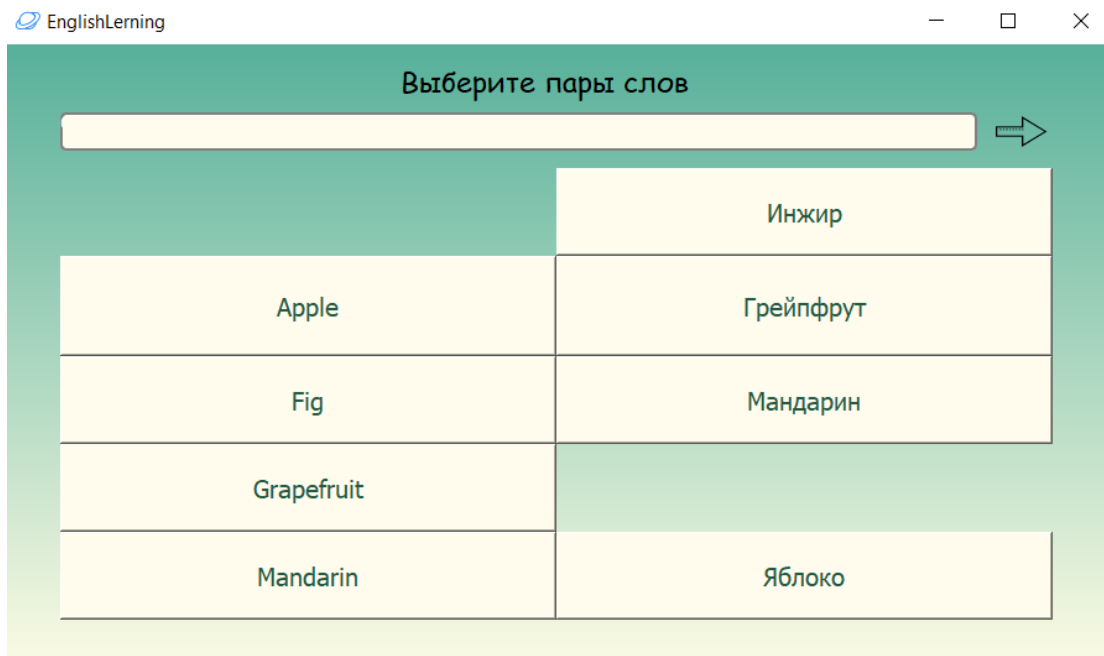 EnglishLerning
Выберите пары слов
Инжир
Apple
Грейпфрут
Fig
Мандарин
Grapefruit
Mandarin
Яблоко